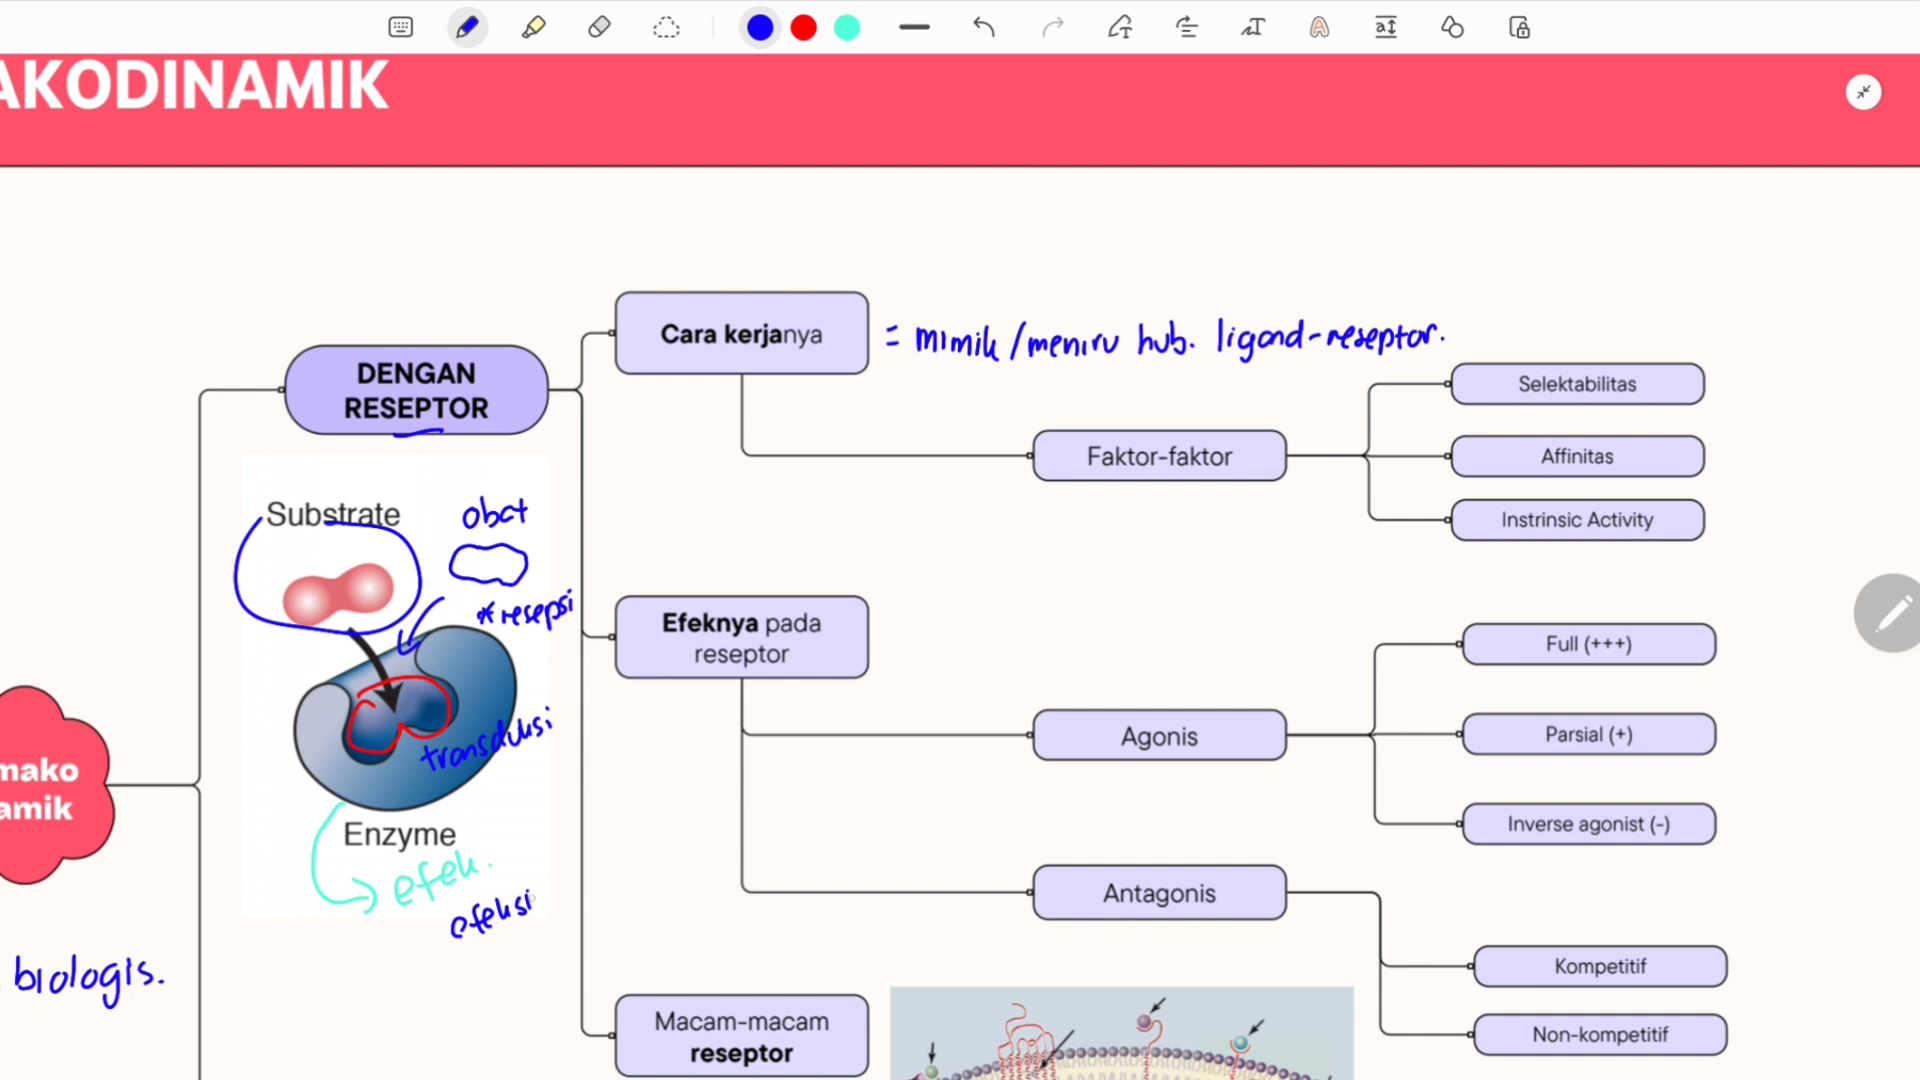 AKODINAMIK
Cara kerjanya
= mimik/meniru hub. ligand-reseptor.
DENGAN
RESEPTOR
Selektabilitas
Faktor-faktor
Affinitas
Instrinsic Activity
Substrate
obat
*resepsi
Efeknya pada
reseptor
Full (+++)
transduksi
Agonis
Parsial (+)
mako
amik
Enzyme
Inverse agonist (-)
efek.
efeksi
Antagonis
biologis.
Kompetitif
Macam-macam
reseptor
Non-kompetitif